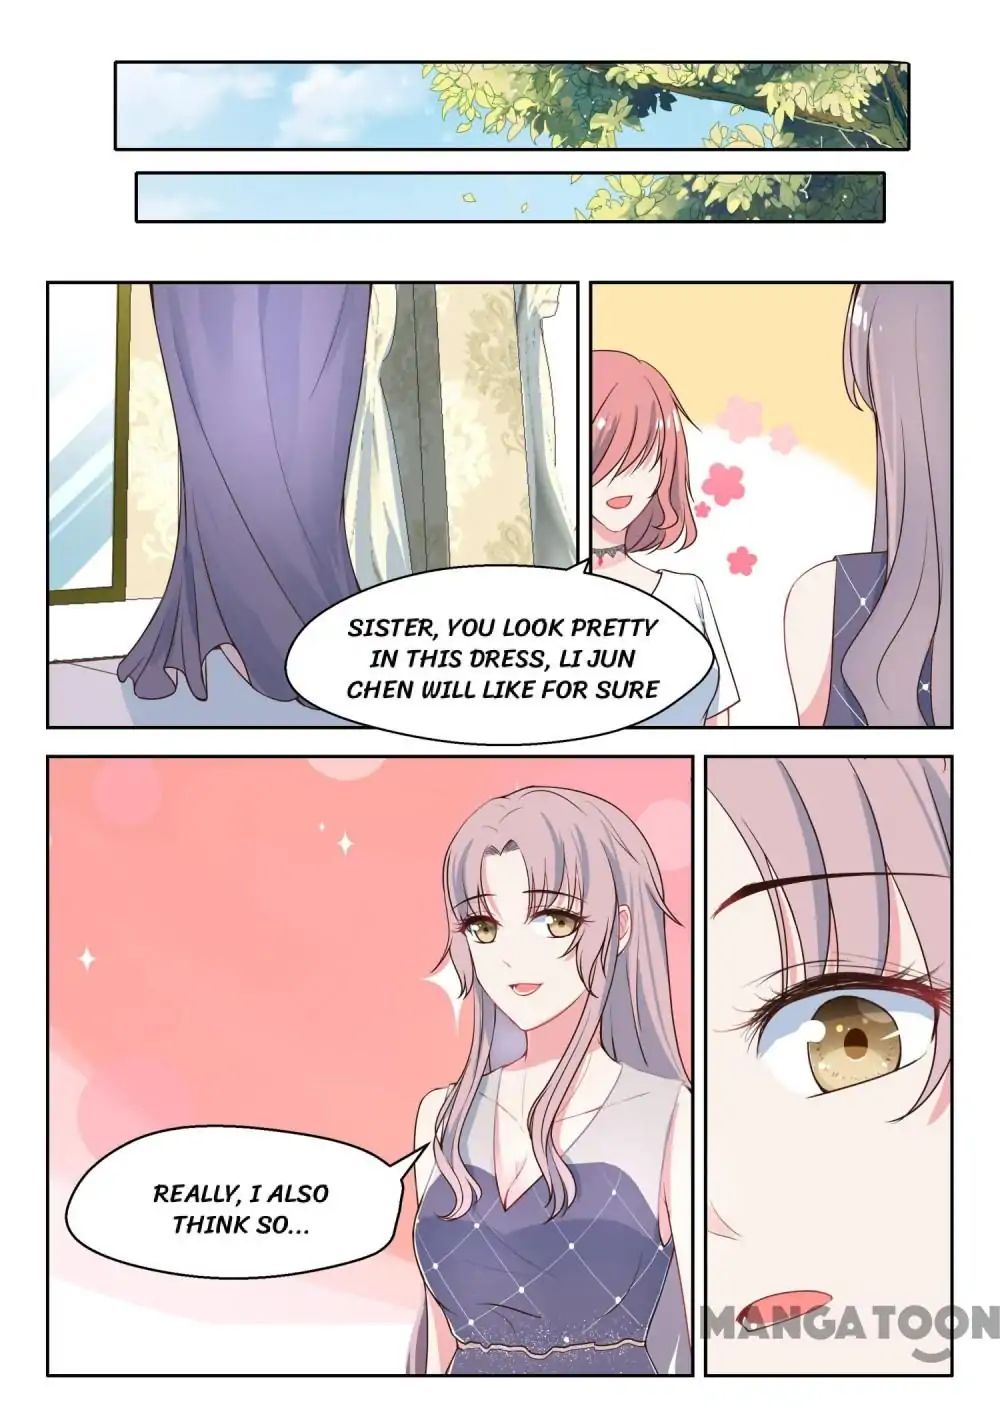 SISTER, YOU LOOK PRETTY
IN THIS DRESS, LI JUN
CHEN WILL LIKE FOR SURE
REALLY, I ALSO
THINK SO...
MANGATOON